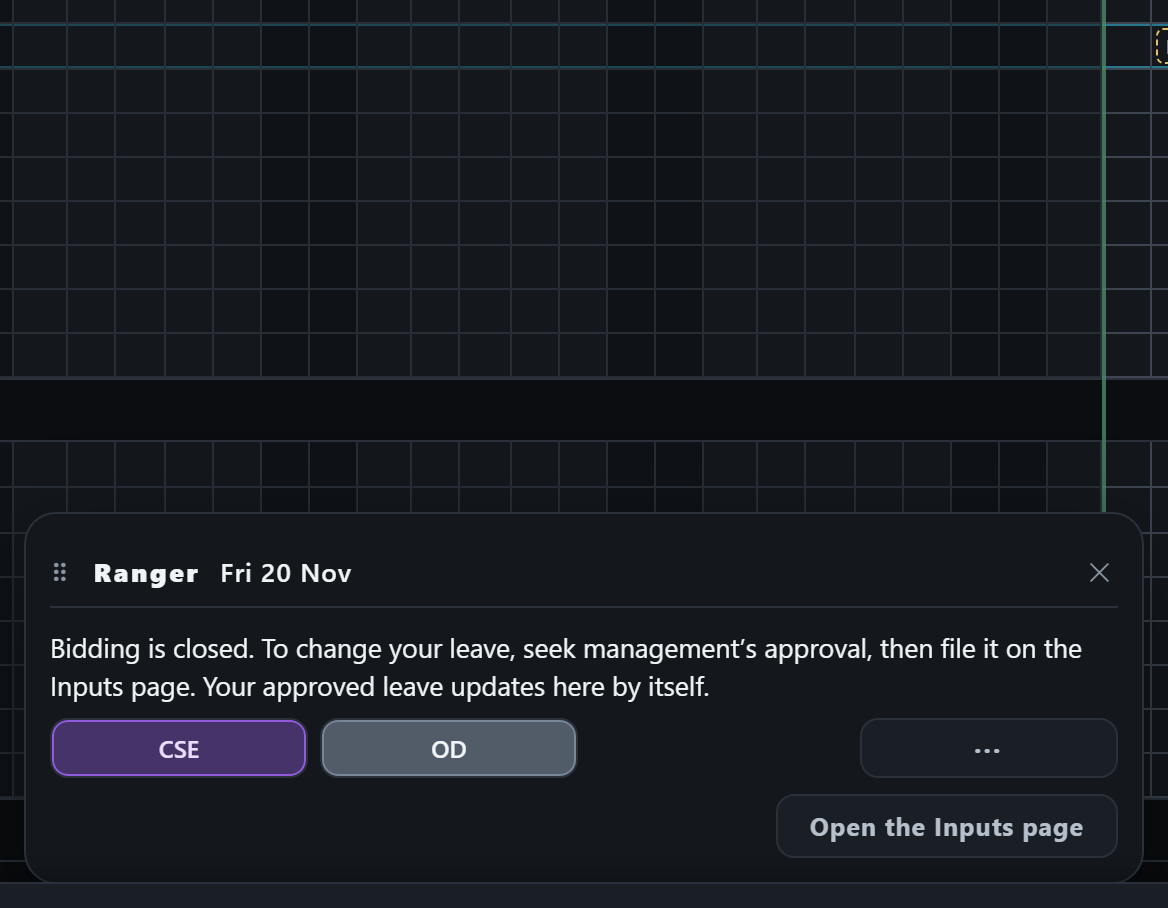 Ranger Fri 20 Nov
Bidding is closed. To change your leave, seek management’s approval, then file it on the
Inputs page. Your approved leave updates here by itself.
CSE OD ...
Open the Inputs page